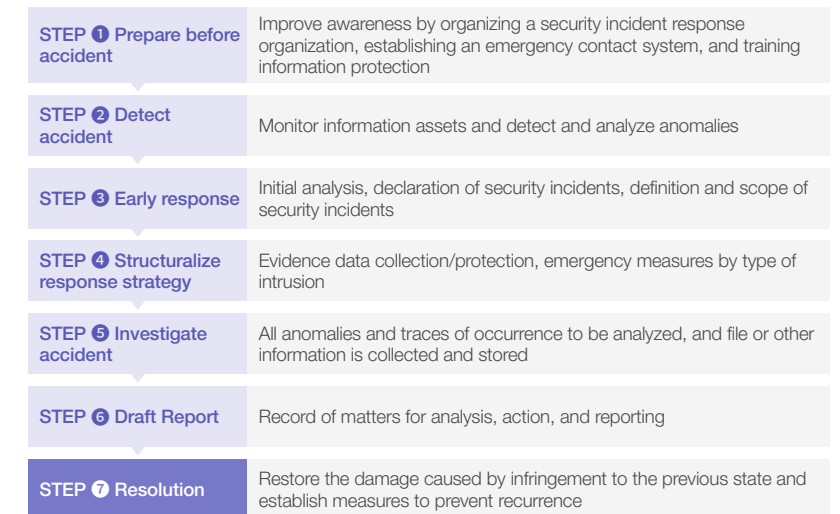 STEP ❶ Prepare before
accident
Improve awareness by organizing a security incident response
organization, establishing an emergency contact system, and training
information protection
STEP ❷ Detect
accident
Monitor information assets and detect and analyze anomalies
STEP ❸ Early response
Initial analysis, declaration of security incidents, definition and scope of
security incidents
STEP ❹ Structuralize
response strategy
Evidence data collection/protection, emergency measures by type of
intrusion
STEP ❺ Investigate
accident
All anomalies and traces of occurrence to be analyzed, and file or other
information is collected and stored
STEP ❻ Draft Report
Record of matters for analysis, action, and reporting
STEP ❼ Resolution
Restore the damage caused by infringement to the previous state and
establish measures to prevent recurrence